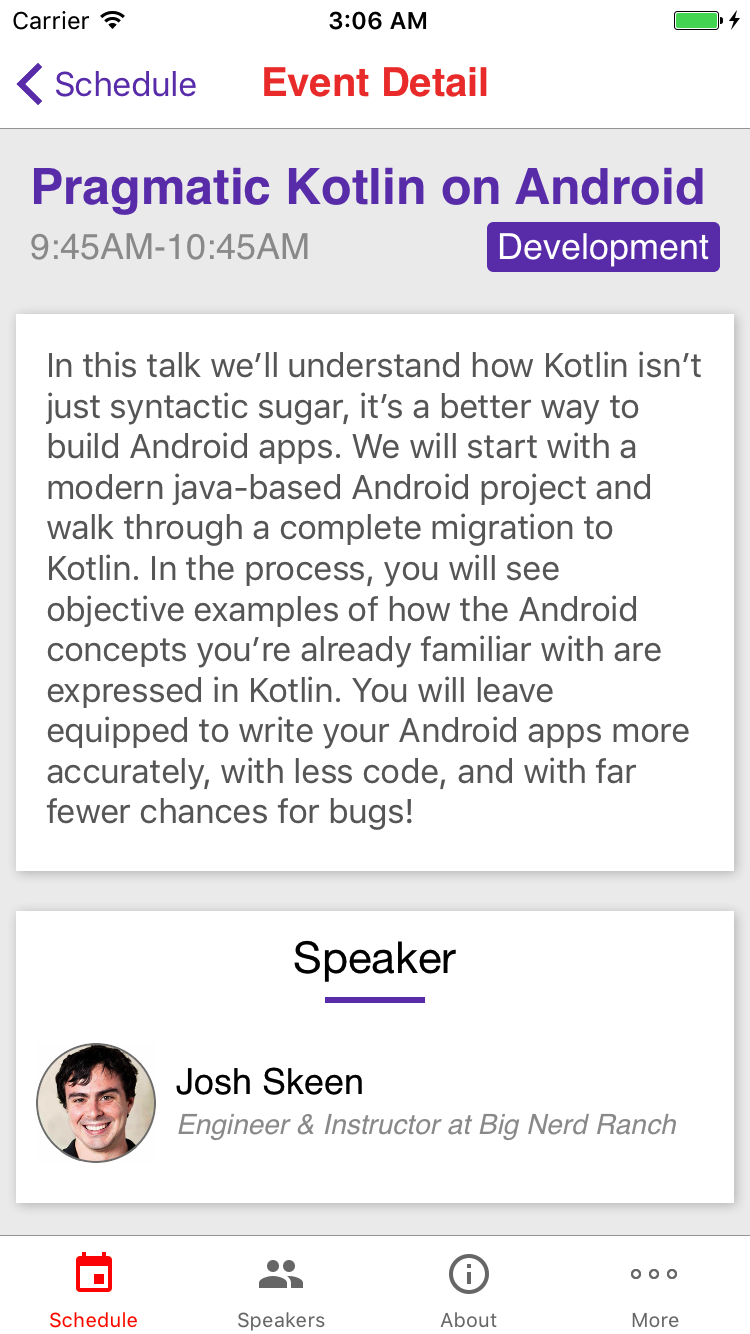 Carrier 3:06 AM
Schedule Event Detail
Pragmatic Kotlin on Android
9:45AM-10:45AM Development
In this talk we’ll understand how Kotlin isn’t
just syntactic sugar, it’s a better way to
build Android apps. We will start with a
modern java-based Android project and
walk through a complete migration to
Kotlin. In the process, you will see
objective examples of how the Android
concepts you’re already familiar with are
expressed in Kotlin. You will leave
equipped to write your Android apps more
accurately, with less code, and with far
fewer chances for bugs!
Speaker
Josh Skeen
Engineer & Instructor at Big Nerd Ranch
Schedule Speakers About More